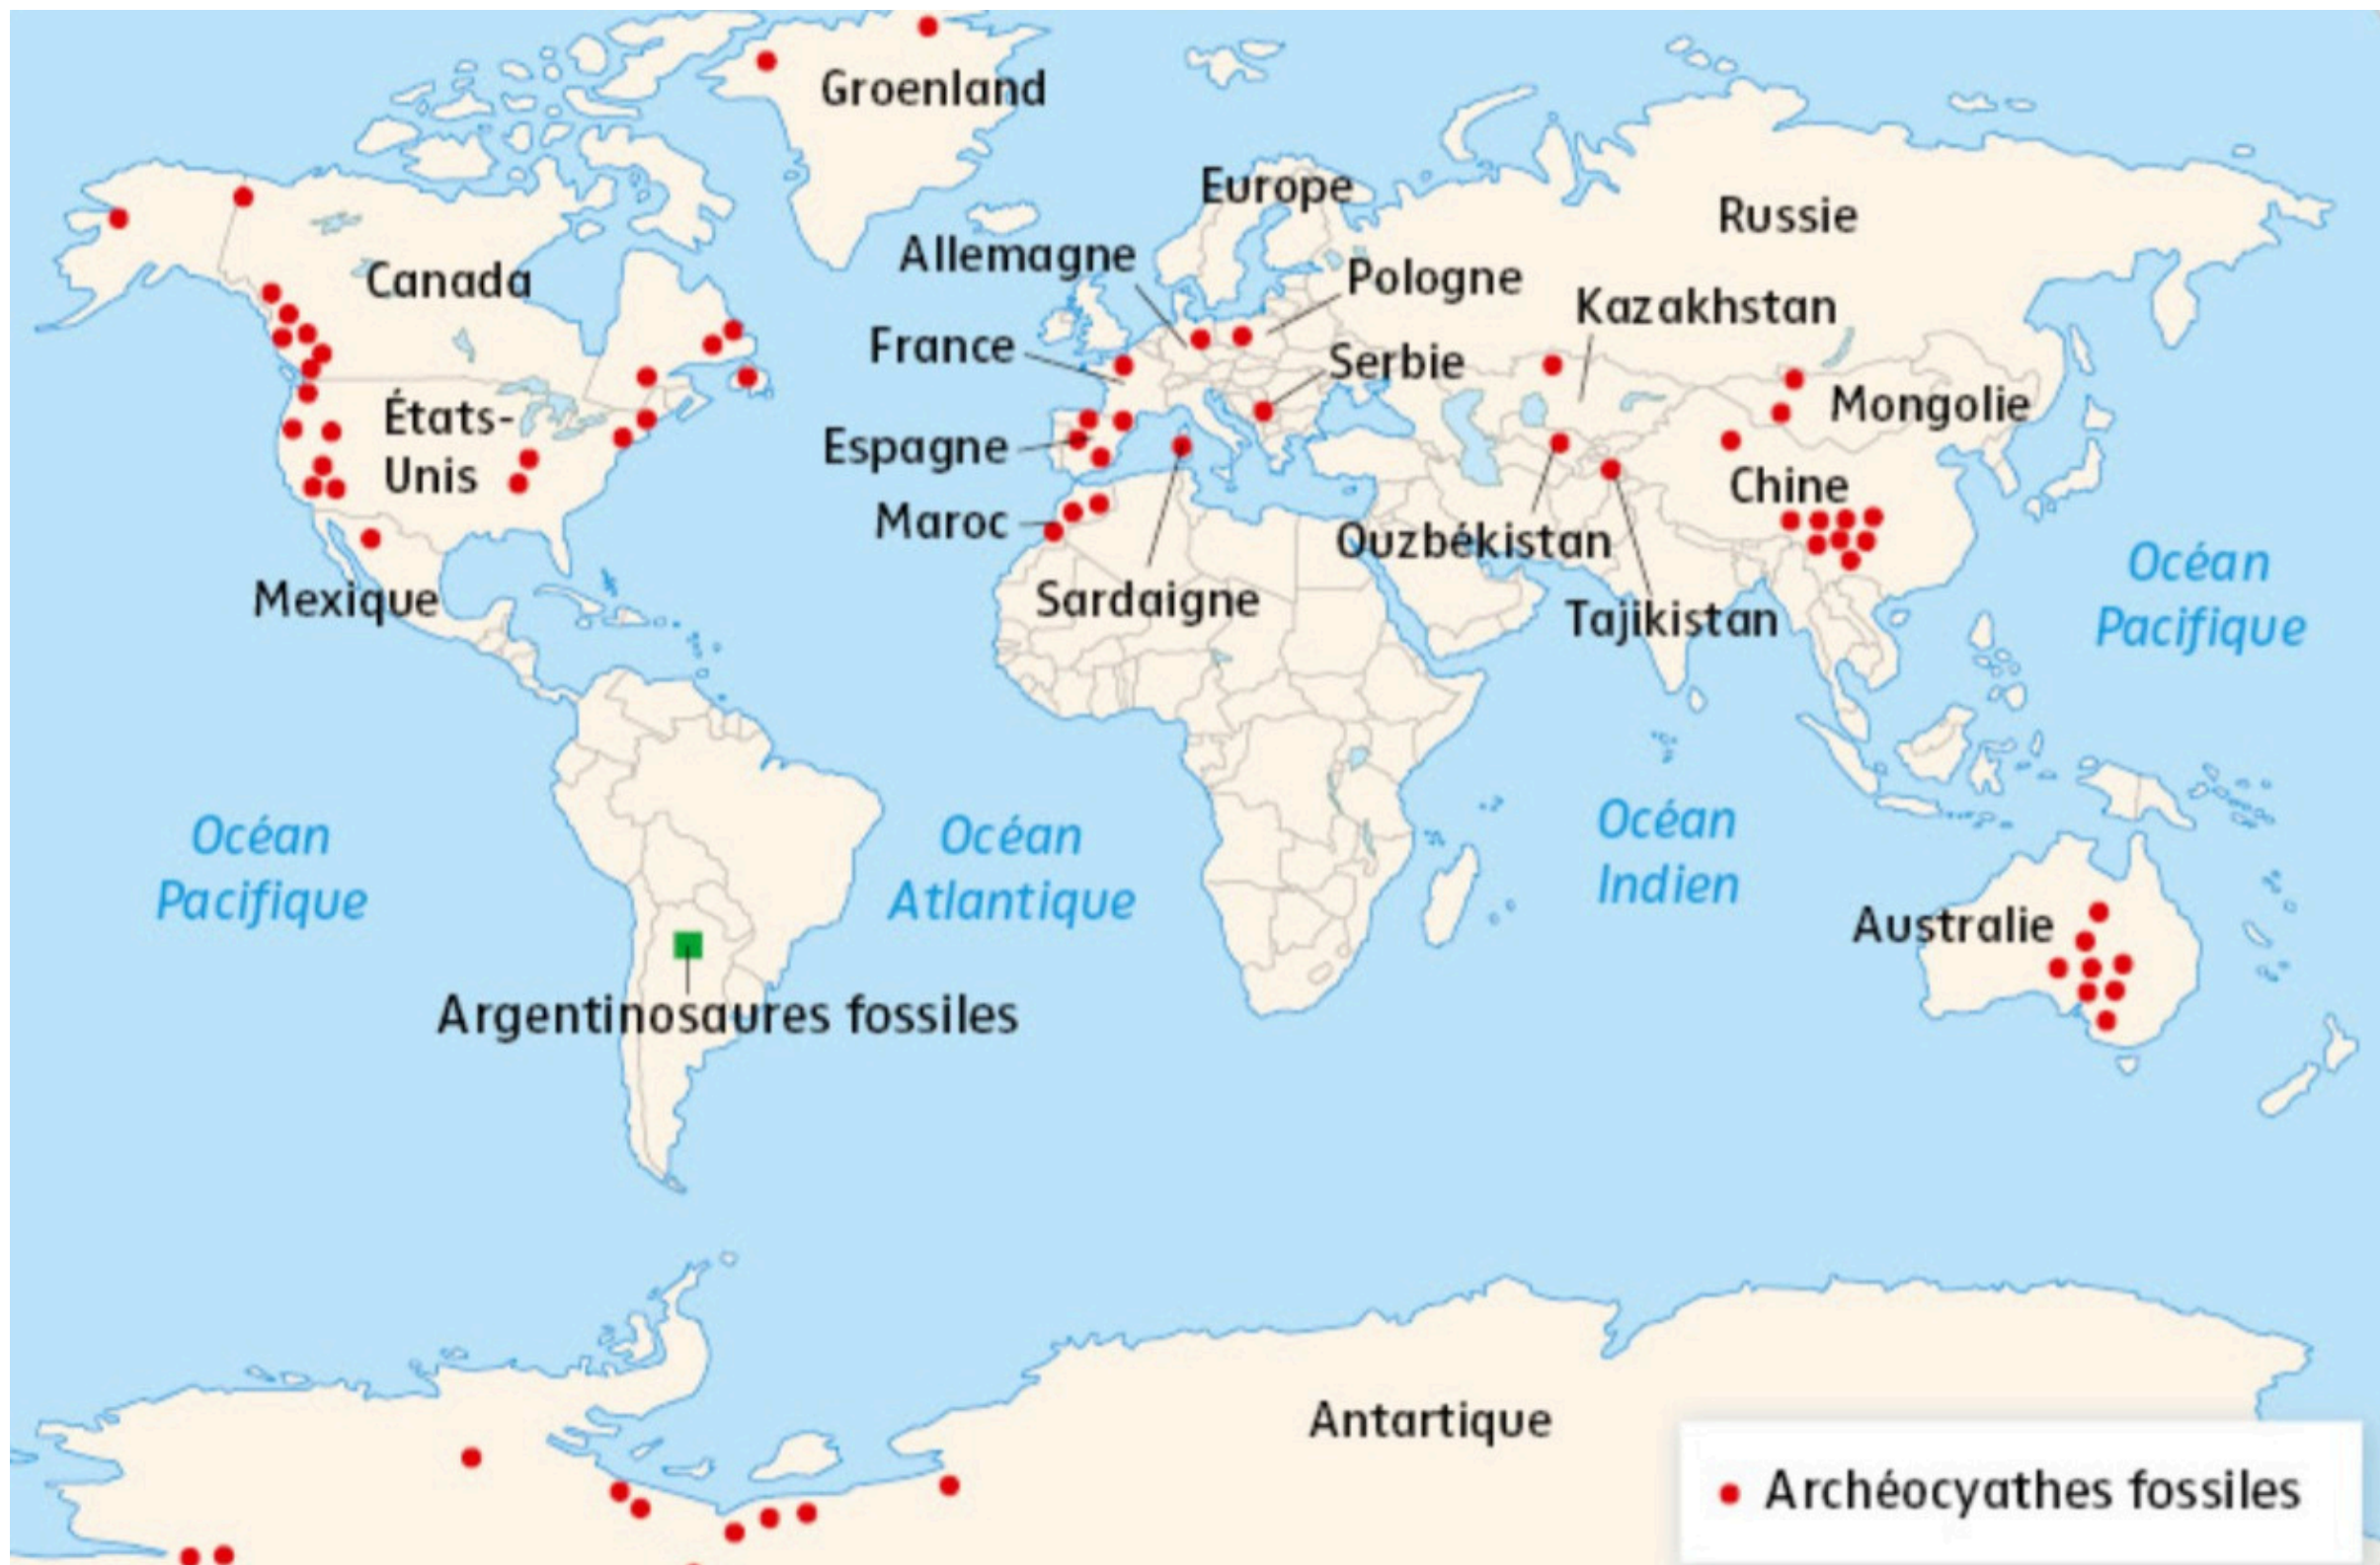 Groenland
Europe
Russie
Allemagne
Pologne
Canada
Kazakhstan
France
Serbie
États-
Unis
Mongolie
Espagne
Chine
Maroc
Ouzbékistan
Océan
Pacifique
Mexique
Sardaigne
Tajikistan
Océan
Pacifique
Océan
Atlantique
Océan
Indien
Australie
Argentinosaures fossiles
Antartique
Archéocyathes fossiles